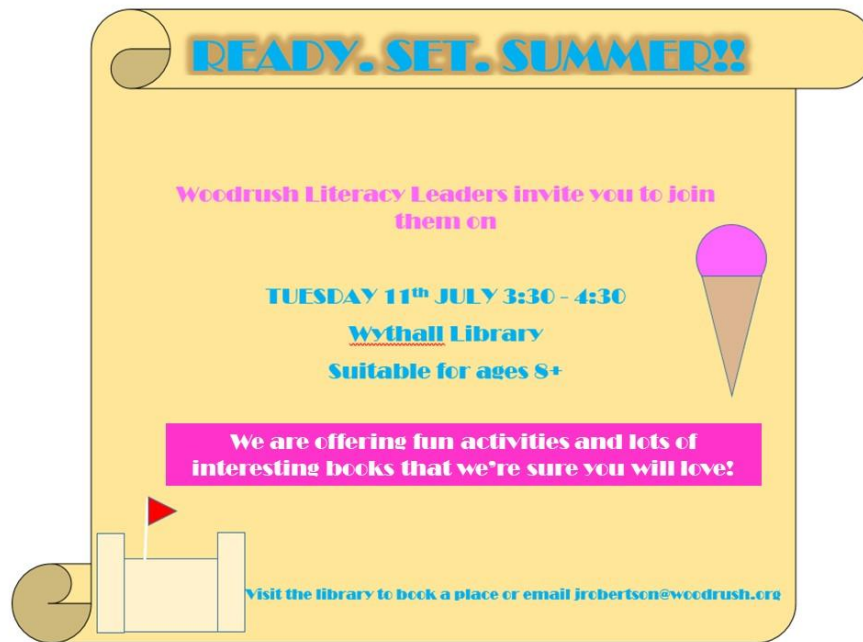 READY. SET. SUMMER!!
Woodrush Literacy Leaders invite you to join
them on
TUESDAY 11th JULY 3:30 - 4:30
Wythall Library
Suitable for ages 8+
We are offering fun activities and lots of
interesting books that we're sure you will love!
Visit the library to book a place or email jrobertson@woodrush.org